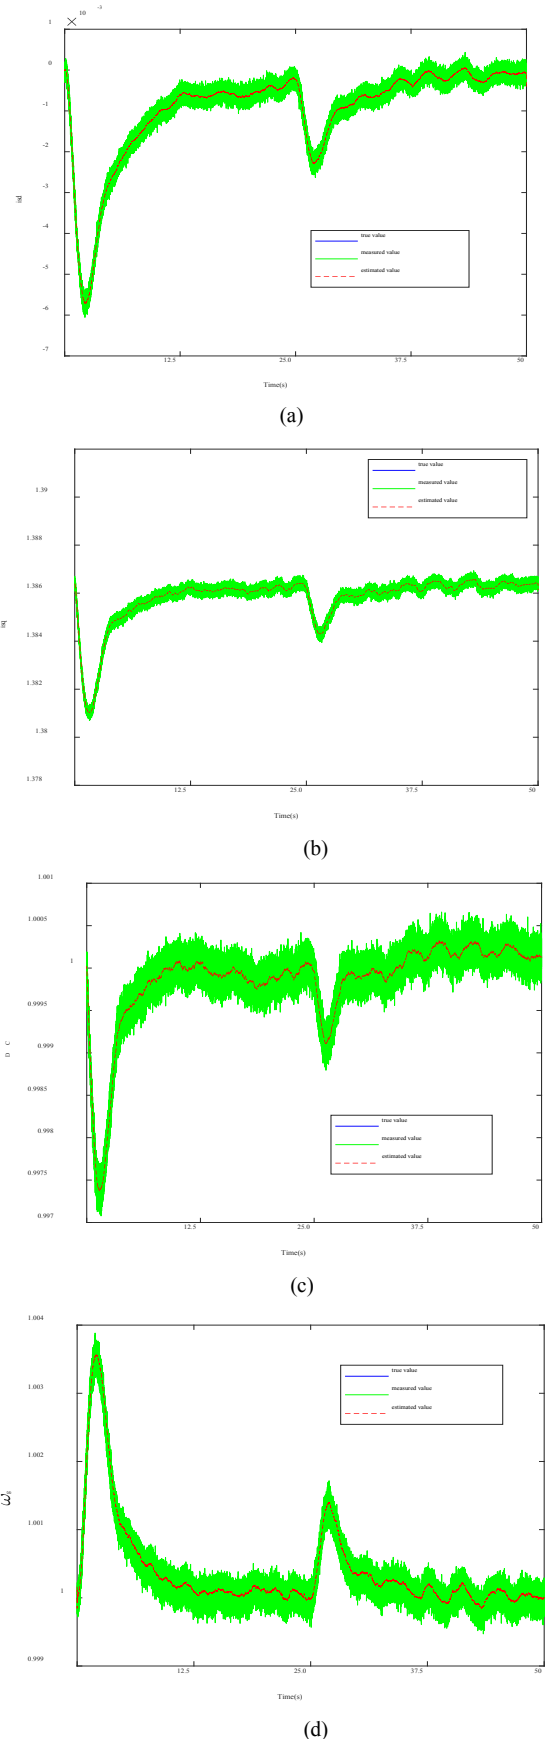 × 10 -3
1
0
-1
-2
-3
-4
-5
-6
-7
isd
true value
measured value
estimated value
12.5 25.0 37.5 50
Time(s)
(a)
1.39
1.388
1.386
1.384
1.382
1.38
1.378
isq
true value
measured value
estimated value
12.5 25.0 37.5 50
Time(s)
(b)
1.001
1.0005
1
0.9995
0.999
0.9985
0.998
0.9975
0.997
D C
true value
measured value
estimated value
12.5 25.0 37.5 50
Time(s)
(c)
1.004
1.003
1.002
1.001
1
0.999
ω
true value
measured value
estimated value
12.5 25.0 37.5 50
Time(s)
(d)